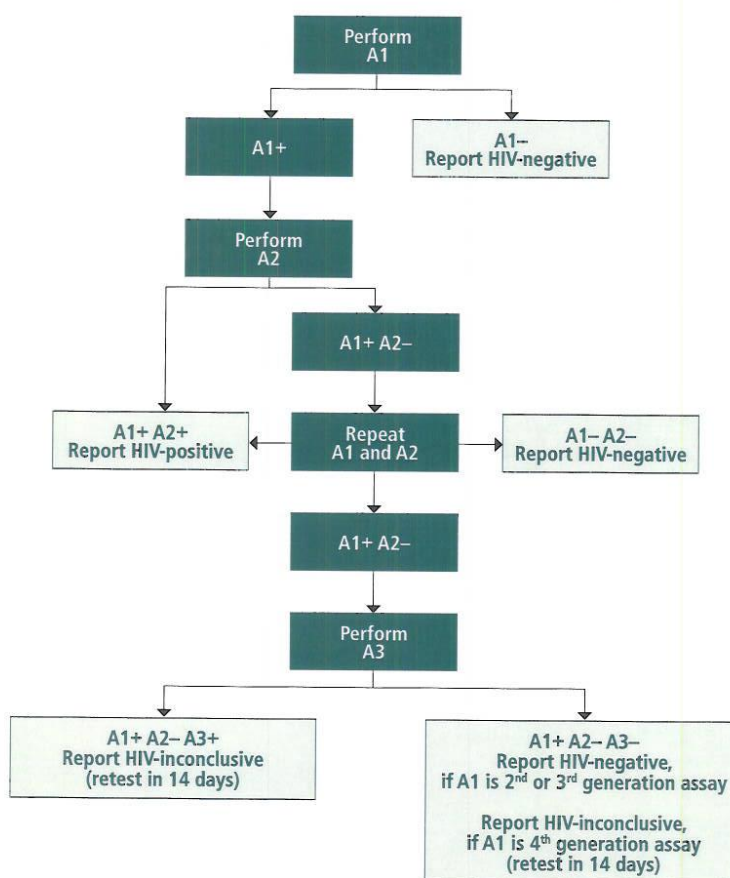 Perform
A1
A1+
A1–
Report HIV-negative
Perform
A2
A1+ A2–
A1+ A2+
Report HIV-positive
Repeat
A1 and A2
A1– A2–
Report HIV-negative
A1+ A2–
Perform
A3
A1+ A2– A3+
Report HIV-inconclusive
(retest in 14 days)
A1+ A2– A3–
Report HIV-negative,
if A1 is 2nd or 3rd generation assay
Report HIV-inconclusive,
if A1 is 4th generation assay
(retest in 14 days)